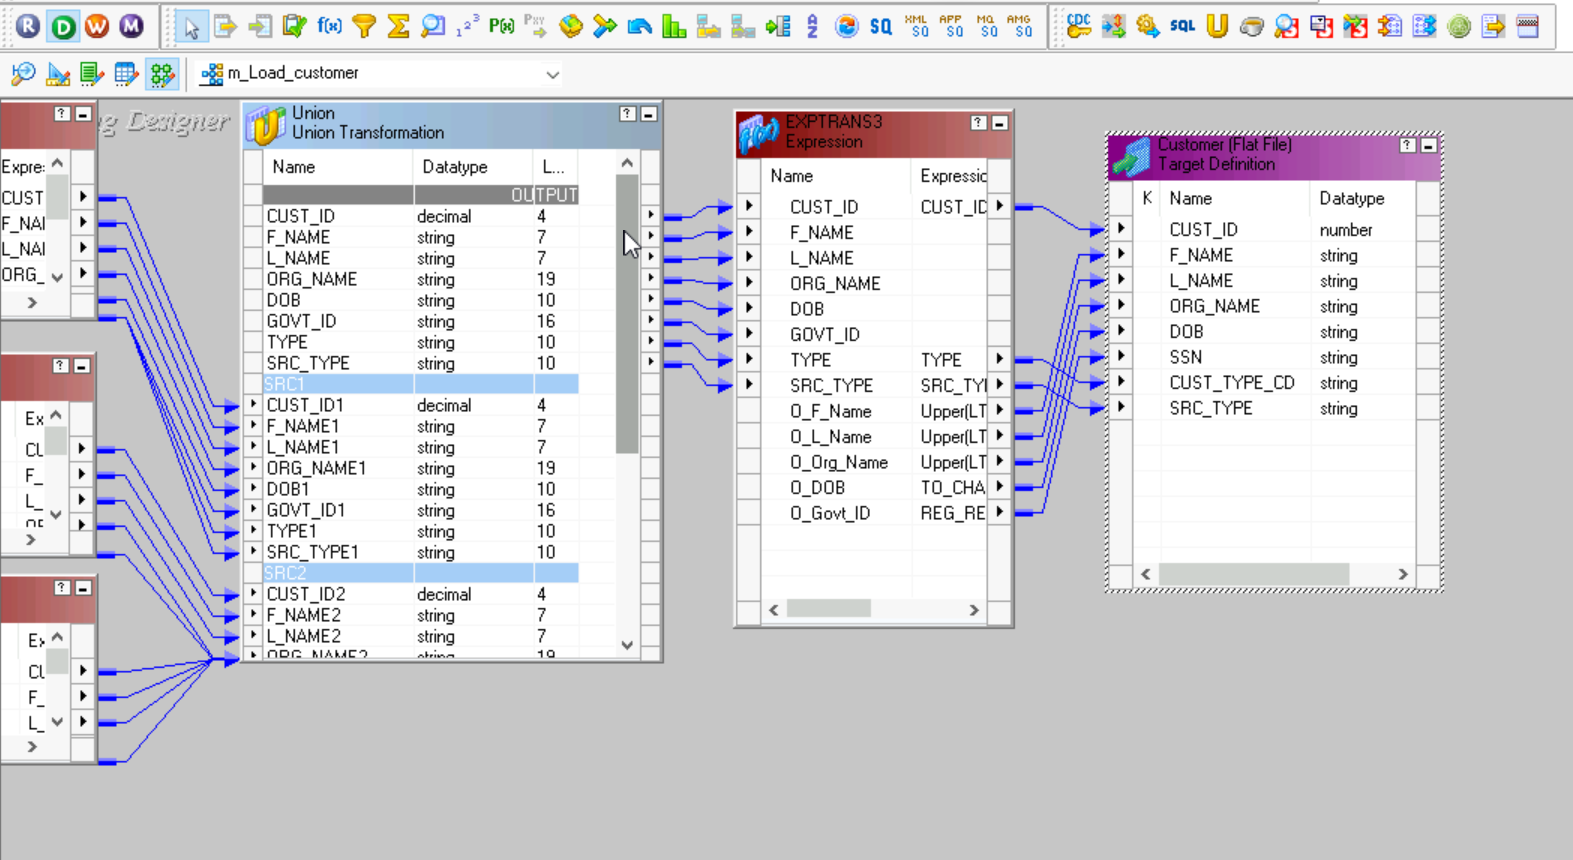 R D W M f(x) P(x) PXY SQ XML SQ APP SQ MQ SQ AMG SQ CDC SQL
m_Load_customer
g Designer
Expre:
CUST
F_NAI
L_NAI
ORG_
Ex
CL
F_
L_
Ex
CL
F_
L_
Union
Union Transformation
Name Datatype L...
OUTPUT
CUST_ID decimal 4
F_NAME string 7
L_NAME string 7
ORG_NAME string 19
DOB string 10
GOVT_ID string 16
TYPE string 10
SRC_TYPE string 10
SRC1
CUST_ID1 decimal 4
F_NAME1 string 7
L_NAME1 string 7
ORG_NAME1 string 19
DOB1 string 10
GOVT_ID1 string 16
TYPE1 string 10
SRC_TYPE1 string 10
SRC2
CUST_ID2 decimal 4
F_NAME2 string 7
L_NAME2 string 7
ORG_NAME2 string 19
EXPTRANS3
Expression
Name Expressic
CUST_ID CUST_ID
F_NAME
L_NAME
ORG_NAME
DOB
GOVT_ID
TYPE TYPE
SRC_TYPE SRC_TYI
O_F_Name Upper(LT
O_L_Name Upper(LT
O_Org_Name Upper(LT
O_DOB TO_CHA
O_Govt_ID REG_RE
Customer (Flat File)
Target Definition
K Name Datatype
CUST_ID number
F_NAME string
L_NAME string
ORG_NAME string
DOB string
SSN string
CUST_TYPE_CD string
SRC_TYPE string